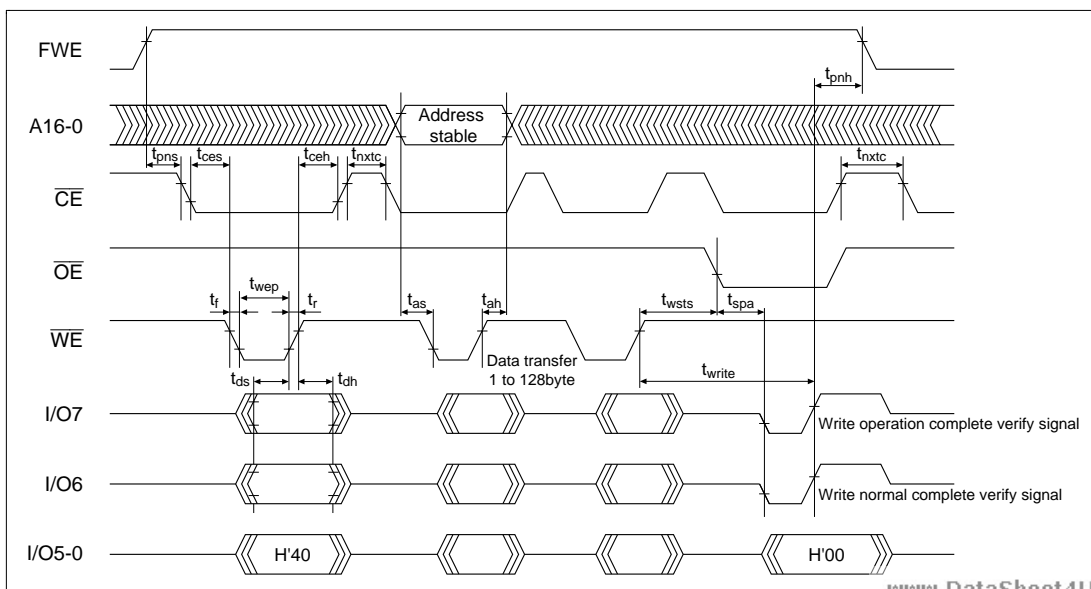 FWE
tpnh
A16-0
Address
stable
tpns
tces
tceh
tnxtc
tnxtc
CE
OE
twep
tf
tr
tas
tah
twsts
tspa
WE
Data transfer
1 to 128byte
twrite
tds
tdh
I/O7
Write operation complete verify signal
I/O6
Write normal complete verify signal
I/O5-0
H'40
H'00